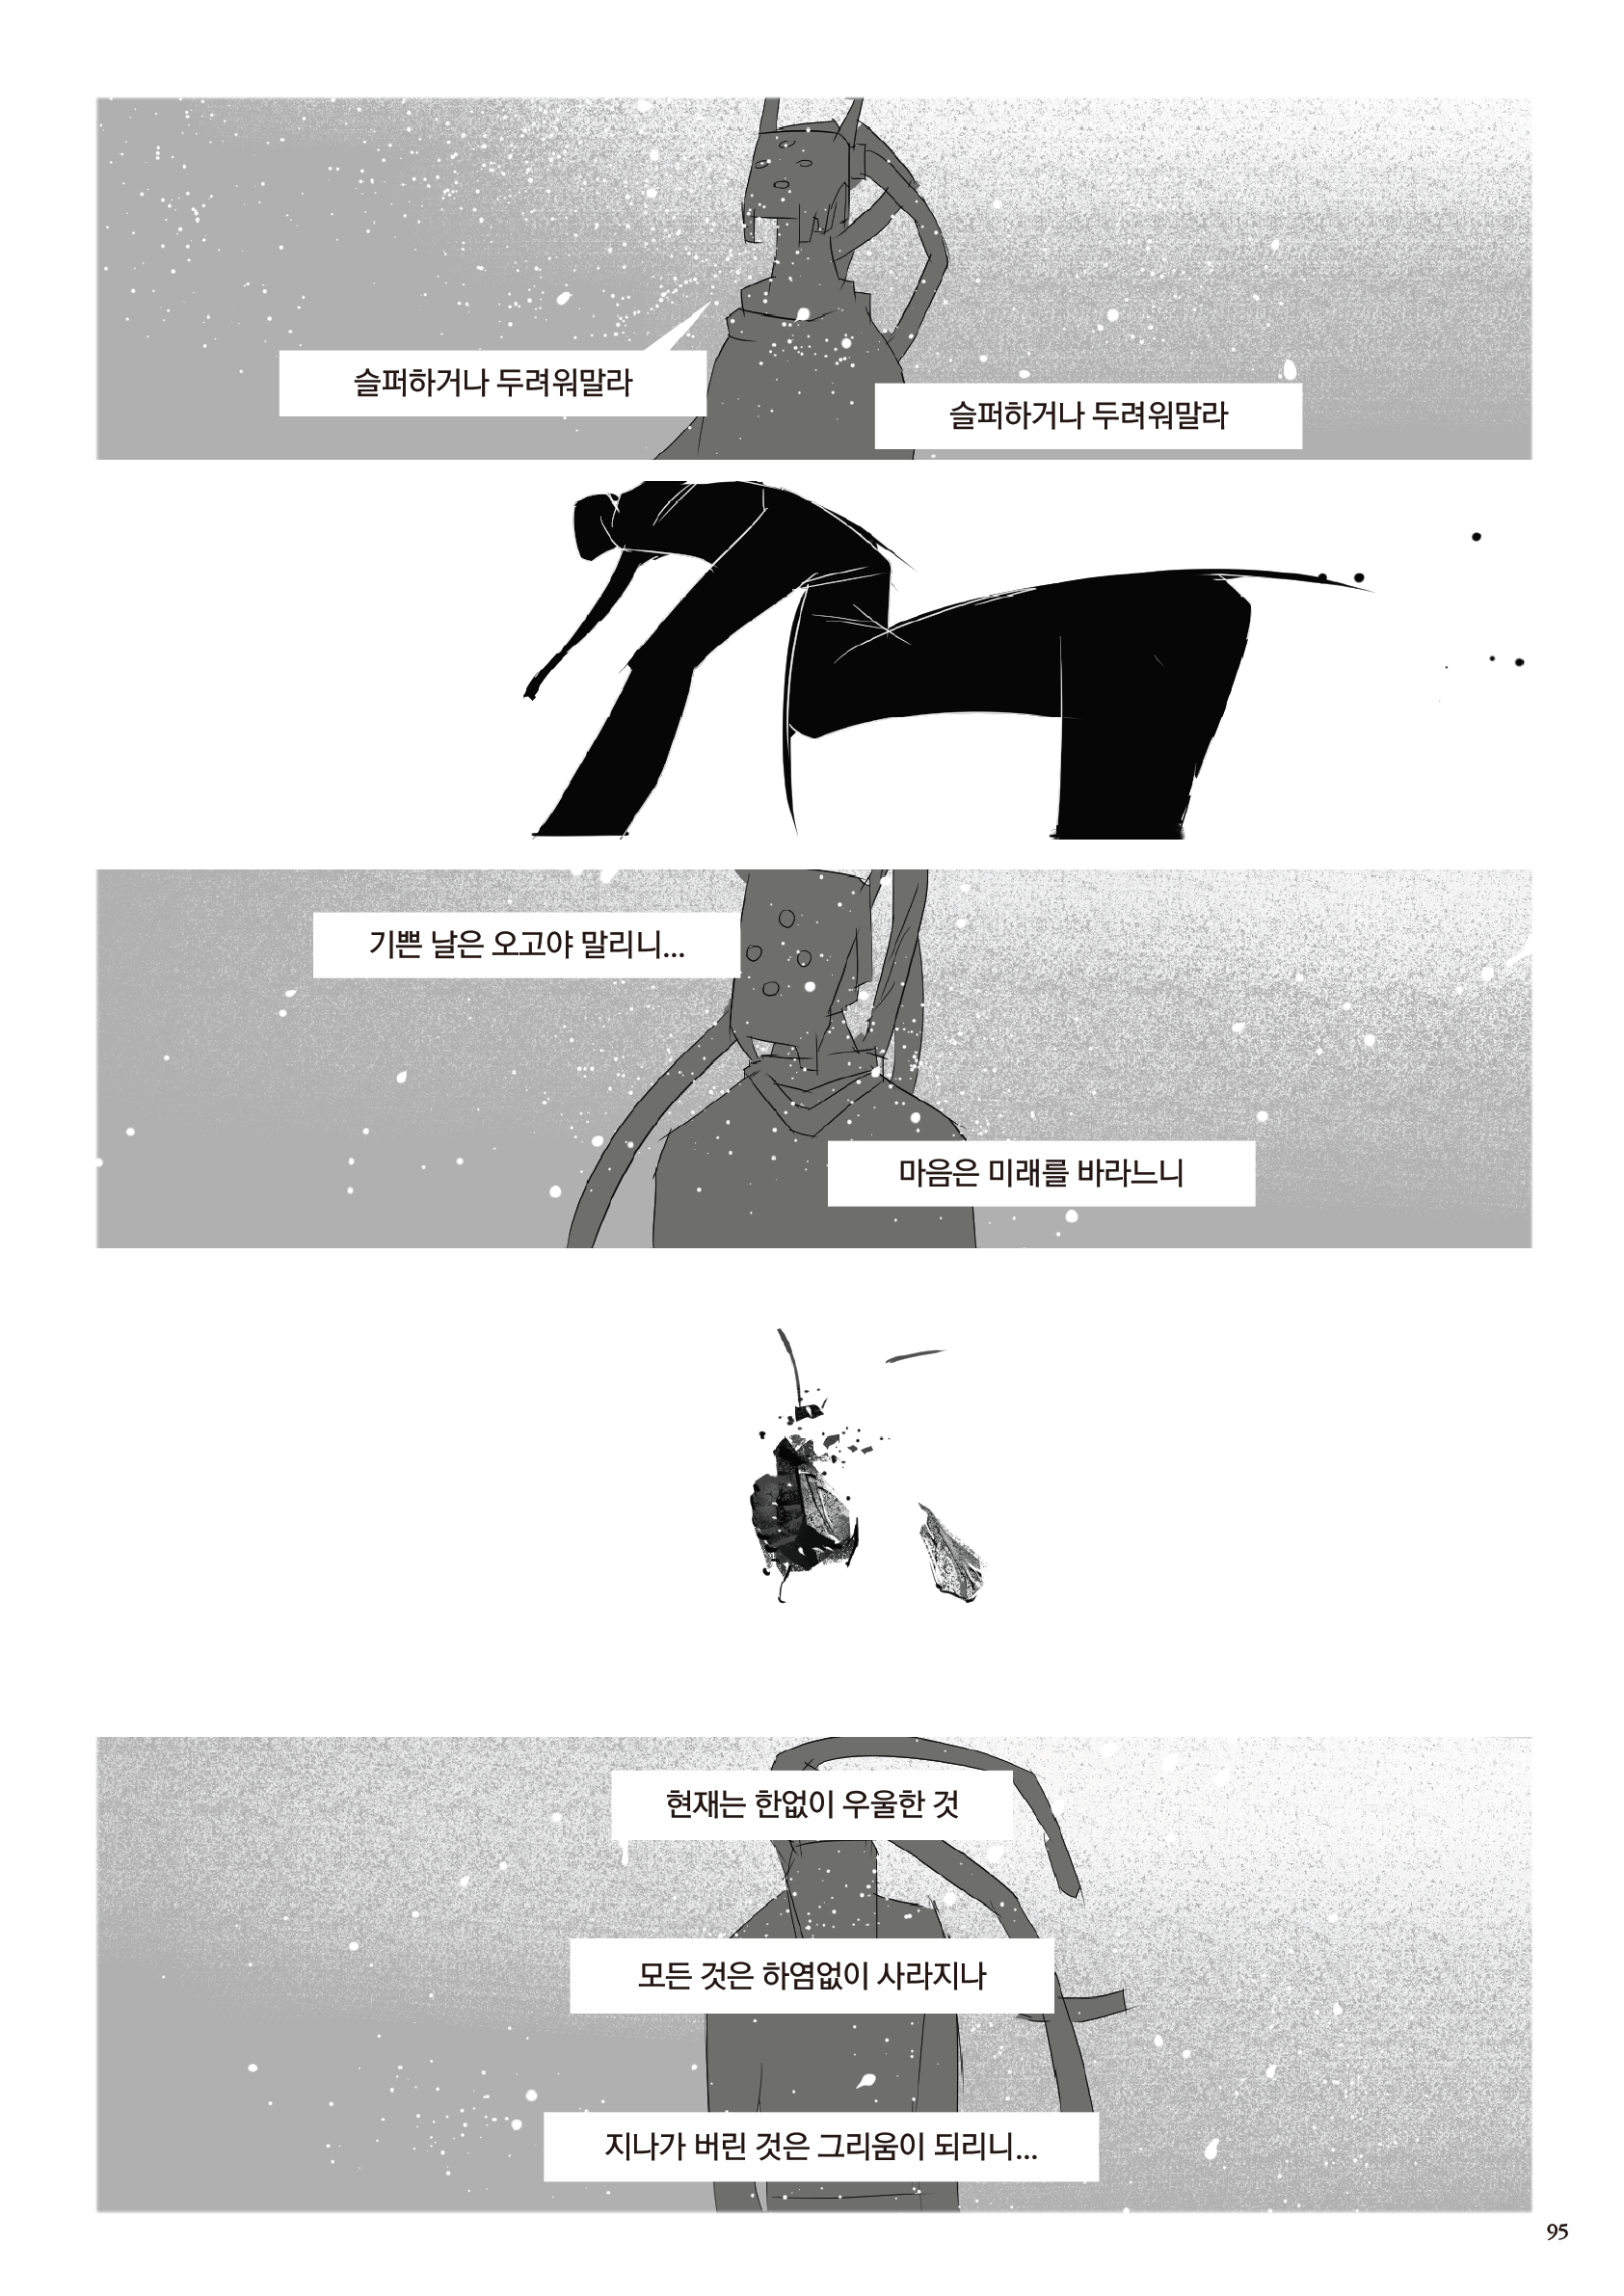 슬퍼하거나 두려워말라
슬퍼하거나 두려워말라
기쁜 날은 오고야 말리니...
마음은 미래를 바라느니
현재는 한없이 우울한 것
모든 것은 하염없이 사라지나
지나가 버린 것은 그리움이 되리니...
95